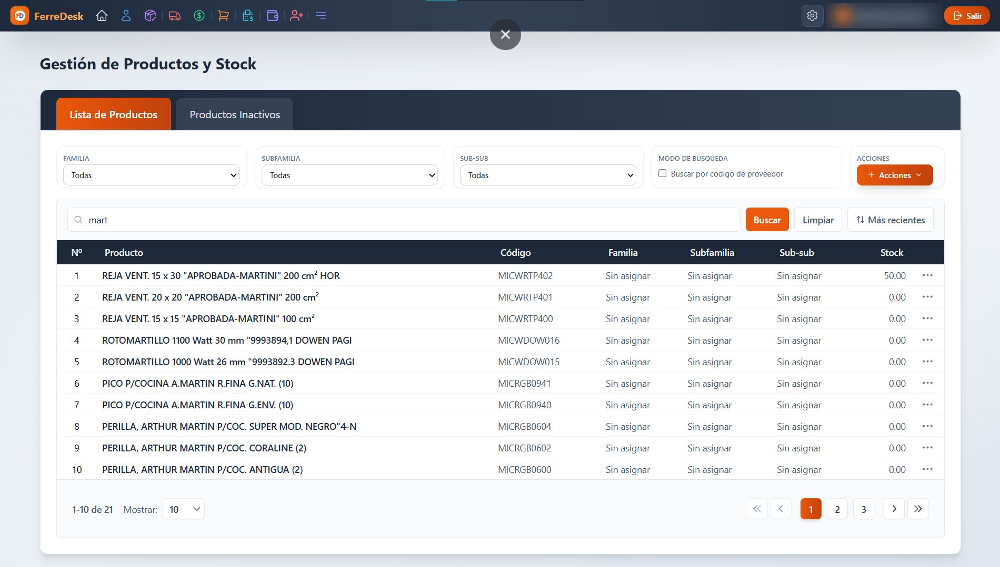 FerreDesk
Salir
Gestión de Productos y Stock
Lista de Productos Productos Inactivos
FAMILIA SUBFAMILIA SUB-SUB MODO DE BÚSQUEDA ACCIONES
Todas Todas Todas Buscar por codigo de proveedor + Acciones
mart Buscar Limpiar Más recientes
Nº Producto Código Familia Subfamilia Sub-sub Stock
1 REJA VENT. 15 x 30 "APROBADA-MARTINI" 200 cm² HOR MICWRTP402 Sin asignar Sin asignar Sin asignar 50.00
2 REJA VENT. 20 x 20 "APROBADA-MARTINI" 200 cm² MICWRTP401 Sin asignar Sin asignar Sin asignar 0.00
3 REJA VENT. 15 x 15 "APROBADA-MARTINI" 100 cm² MICWRTP400 Sin asignar Sin asignar Sin asignar 0.00
4 ROTOMARTILLO 1100 Watt 30 mm "9993894,1 DOWEN PAGI MICWDOW016 Sin asignar Sin asignar Sin asignar 0.00
5 ROTOMARTILLO 1000 Watt 26 mm "9993892.3 DOWEN PAGI MICWDOW015 Sin asignar Sin asignar Sin asignar 0.00
6 PICO P/COCINA A.MARTIN R.FINA G.NAT. (10) MICRGB0941 Sin asignar Sin asignar Sin asignar 0.00
7 PICO P/COCINA A.MARTIN R.FINA G.ENV. (10) MICRGB0940 Sin asignar Sin asignar Sin asignar 0.00
8 PERILLA, ARTHUR MARTIN P/COC. SUPER MOD. NEGRO"4-N MICRGB0604 Sin asignar Sin asignar Sin asignar 0.00
9 PERILLA, ARTHUR MARTIN P/COC. CORALINE (2) MICRGB0602 Sin asignar Sin asignar Sin asignar 0.00
10 PERILLA, ARTHUR MARTIN P/COC. ANTIGUA (2) MICRGB0600 Sin asignar Sin asignar Sin asignar 0.00
1-10 de 21 Mostrar: 10 1 2 3